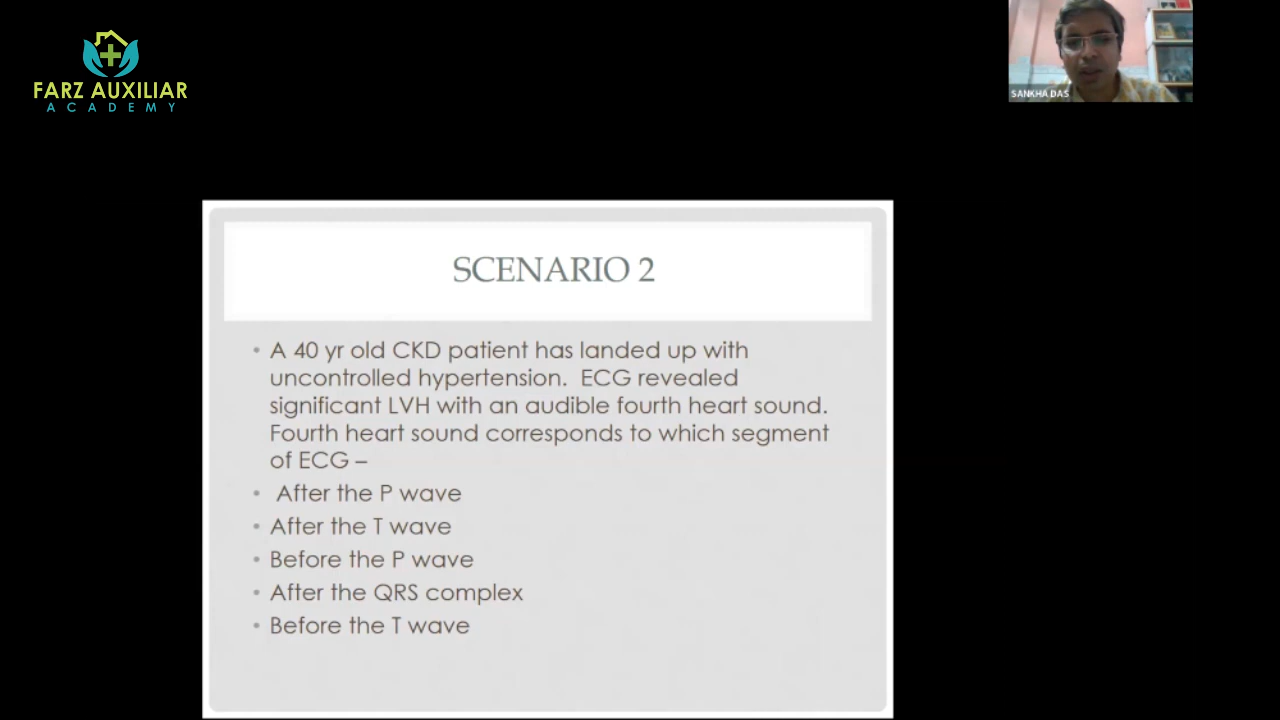 FARZ AUXILIAR
ACADEMY
SANKHA DAS
SCENARIO 2
• A 40 yr old CKD patient has landed up with
uncontrolled hypertension. ECG revealed
significant LVH with an audible fourth heart sound.
Fourth heart sound corresponds to which segment
of ECG –
• After the P wave
• After the T wave
• Before the P wave
• After the QRS complex
• Before the T wave